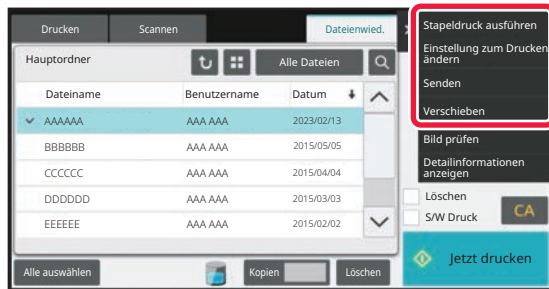 Drucken
Scannen
Dateienwied.
Hauptordner
Alle Dateien
Dateiname
Benutzername
Datum
AAAAAA
AAA AAA
2023/02/13
BBBBBB
AAA AAA
2015/05/05
CCCCCC
AAA AAA
2015/04/04
DDDDDD
AAA AAA
2015/03/03
EEEEEE
AAA AAA
2015/02/02
Alle auswählen
Kopien
Löschen
Stapeldruck ausführen
Einstellung zum Drucken
ändern
Senden
Verschieben
Bild prüfen
Detailinformationen
anzeigen
Löschen
S/W Druck
CA
Jetzt drucken